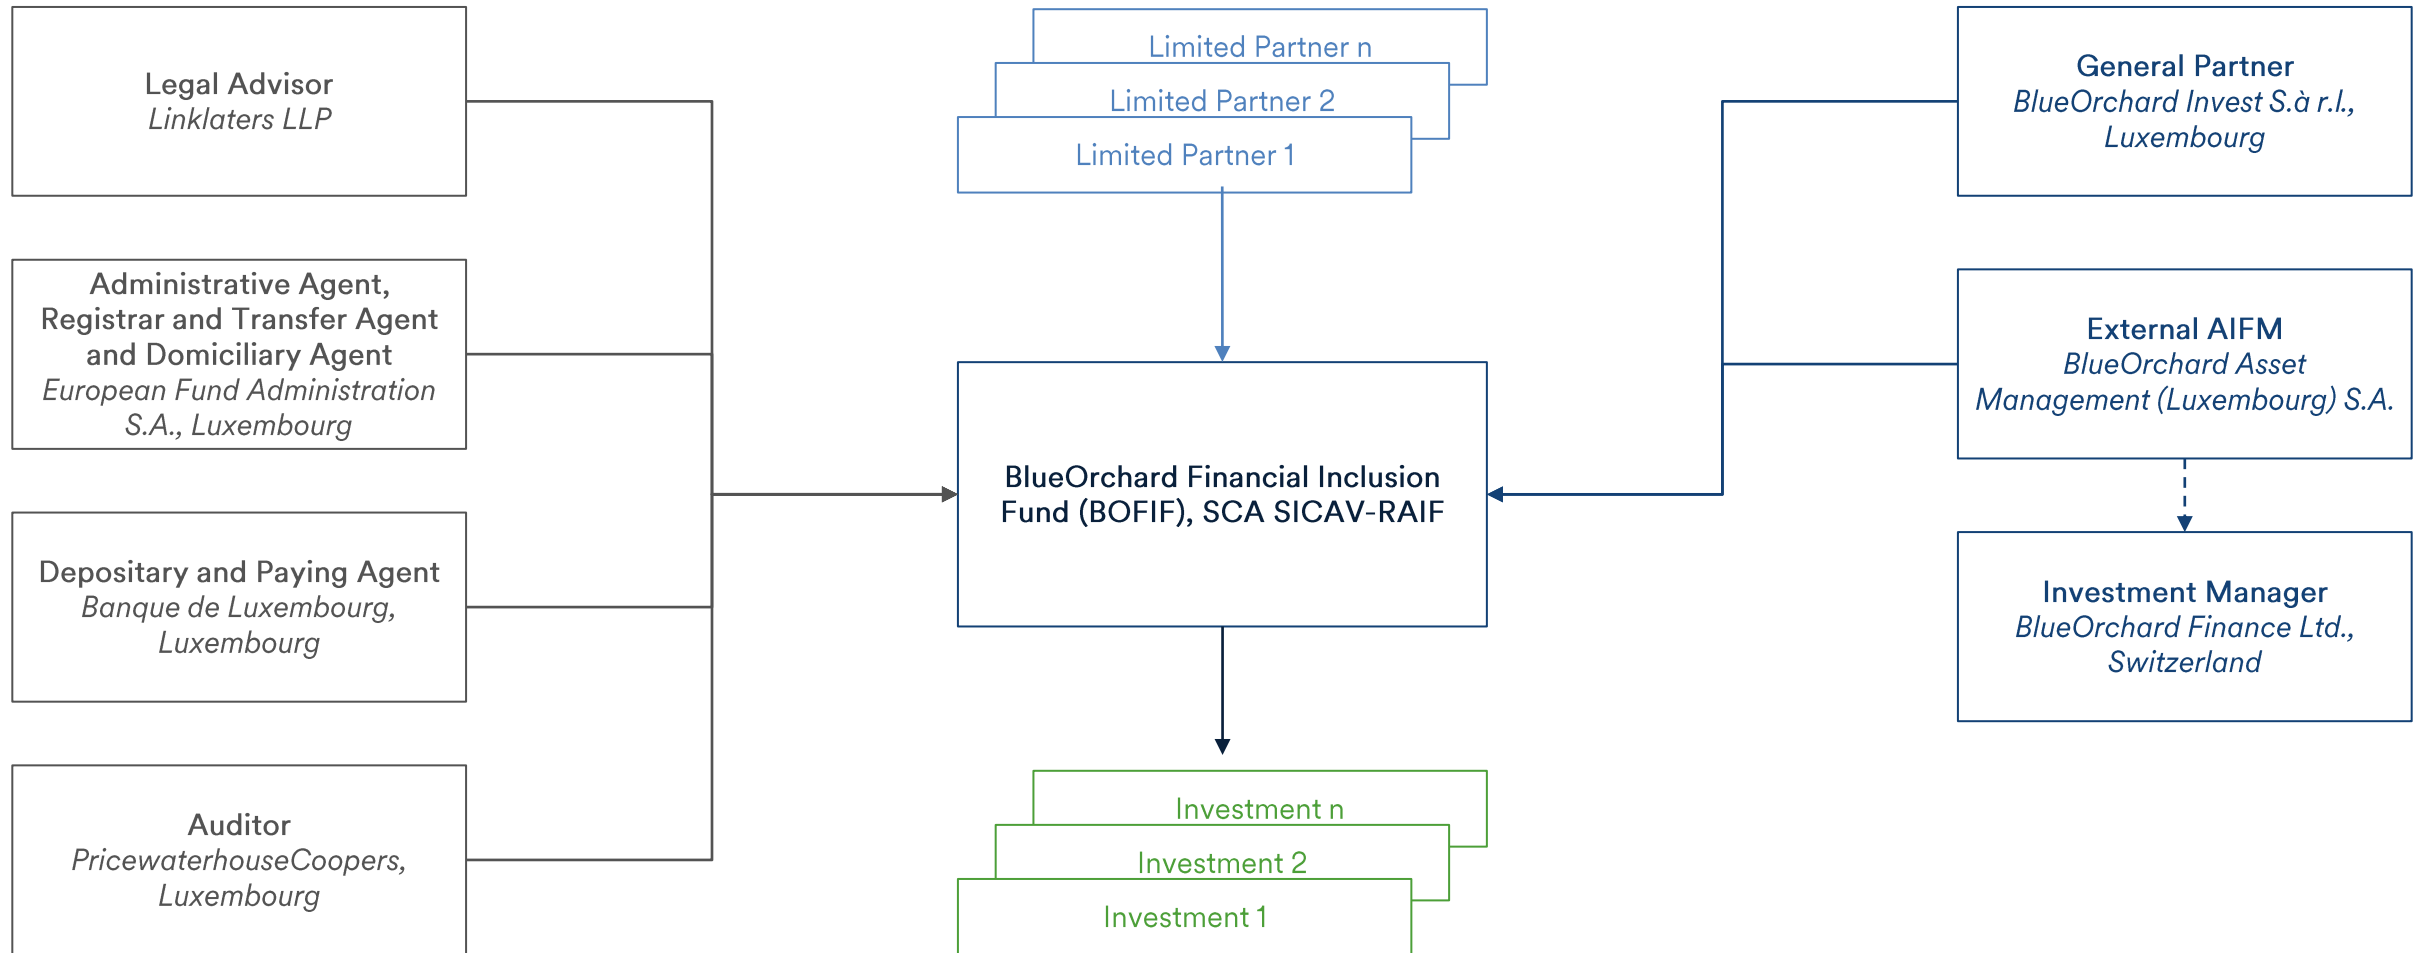 Legal Advisor
Linklaters LLP
Administrative Agent,
Registrar and Transfer Agent
and Domiciliary Agent
European Fund Administration
S.A., Luxembourg
Depositary and Paying Agent
Banque de Luxembourg,
Luxembourg
Auditor
PricewaterhouseCoopers,
Luxembourg
Limited Partner n
Limited Partner 2
Limited Partner 1
BlueOrchard Financial Inclusion
Fund (BOFIF), SCA SICAV-RAIF
Investment n
Investment 2
Investment 1
General Partner
BlueOrchard Invest S.à r.l.,
Luxembourg
External AIFM
BlueOrchard Asset
Management (Luxembourg) S.A.
Investment Manager
BlueOrchard Finance Ltd.,
Switzerland